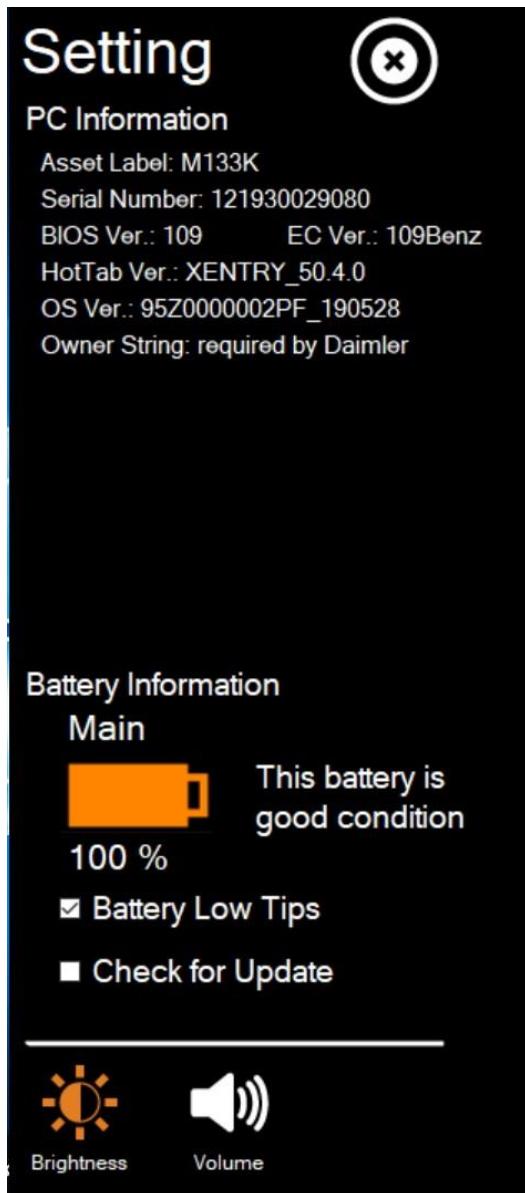 Setting
PC Information
Asset Label: M133K
Serial Number: 121930029080
BIOS Ver.: 109 EC Ver.: 109Benz
HotTab Ver.: XENTRY_50.4.0
OS Ver.: 95Z0000002PF_190528
Owner String: required by Daimler
Battery Information
Main
This battery is
good condition
100 %
Battery Low Tips
Check for Update
Brightness Volume